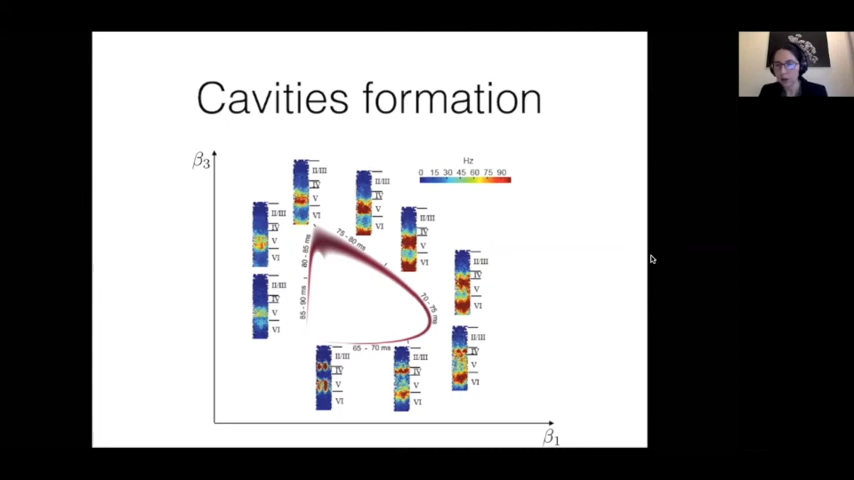 Cavities formation
β3
Hz
0 15 30 45 60 75 90
II/III
IV
V
VI
II/III
IV
V
VI
II/III
IV
V
VI
II/III
IV
V
VI
75 - 80 ms
80 - 85 ms
II/III
IV
V
VI
II/III
IV
V
VI
85 - 90 ms
70 - 75 ms
II/III
IV
V
VI
65 - 70 ms
II/III
IV
V
VI
II/III
IV
V
VI
β1